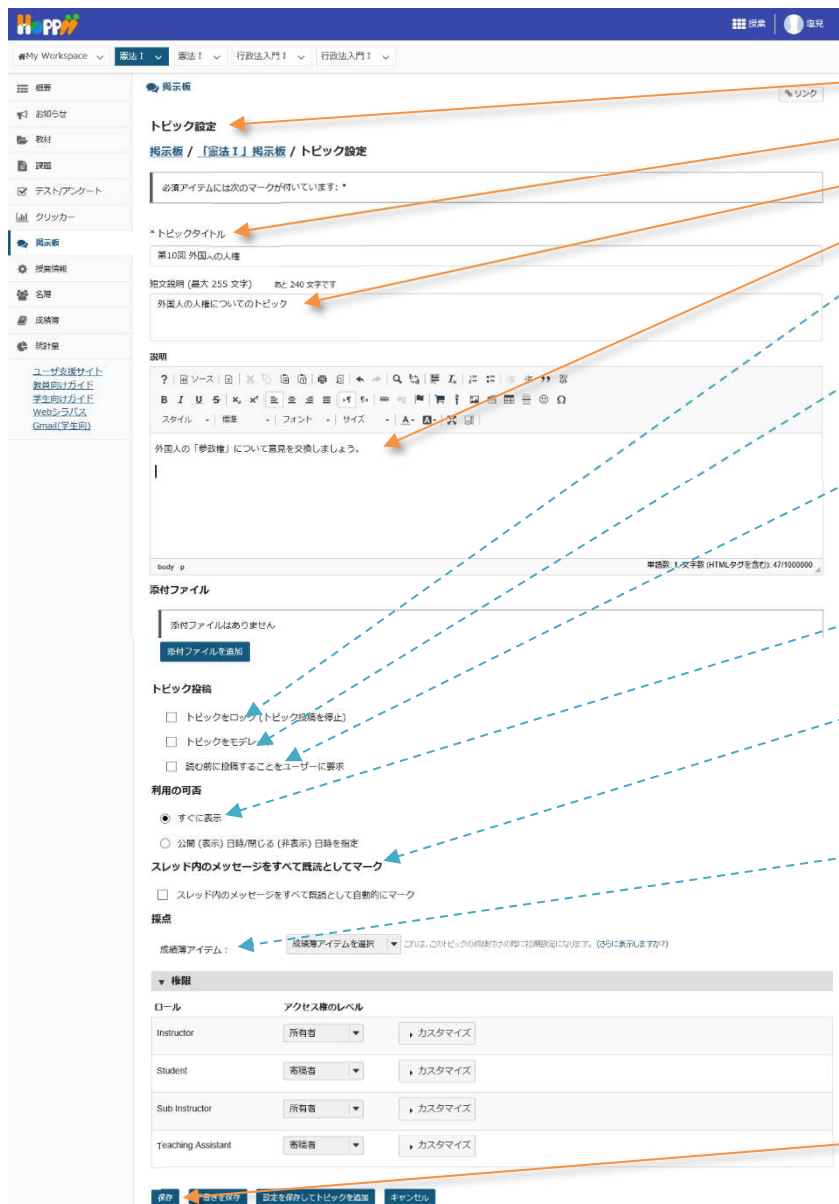 Hoppii
授業
塩見
My Workspace
憲法Ⅰ
憲法Ⅰ
行政法入門Ⅰ
行政法入門Ⅰ
概要
お知らせ
教材
課題
テスト/アンケート
クリッカー
掲示板
授業情報
名簿
成績簿
統計量
ユーザ支援サイト
教員向けガイド
学生向けガイド
Webシラバス
Gmail(学生向)
掲示板
リンク
トピック設定
掲示板 / 「憲法Ⅰ」掲示板 / トピック設定
必須アイテムには次のマークが付いています: *
* トピックタイトル
第10回 外国人の人権
短文説明 (最大 255 文字) あと 240 文字です
外国人の人権についてのトピック
説明
? ソース
B I U S x₂ x²
スタイル 標準 フォント サイズ A A
外国人の「参政権」について意見を交換しましょう。
body p
単語数: 1, 文字数 (HTMLタグを含む): 47/1000000
添付ファイル
添付ファイルはありません
添付ファイルを追加
トピック投稿
トピックをロック (トピック投稿を停止)
トピックをモデレ
読む前に投稿することをユーザーに要求
利用の可否
すぐに表示
公開 (表示) 日時/閉じる (非表示) 日時を指定
スレッド内のメッセージをすべて既読としてマーク
スレッド内のメッセージをすべて既読として自動的にマーク
採点
成績簿アイテム :
成績簿アイテムを選択
これは、このトピックの成績付けの際に初期設定になります。(さらに表示しますか?)
権限
ロール アクセス権のレベル
Instructor 所有者 カスタマイズ
Student 寄稿者 カスタマイズ
Sub Instructor 所有者 カスタマイズ
Teaching Assistant 寄稿者 カスタマイズ
保存 書きを保存 設定を保存してトピックを追加 キャンセル